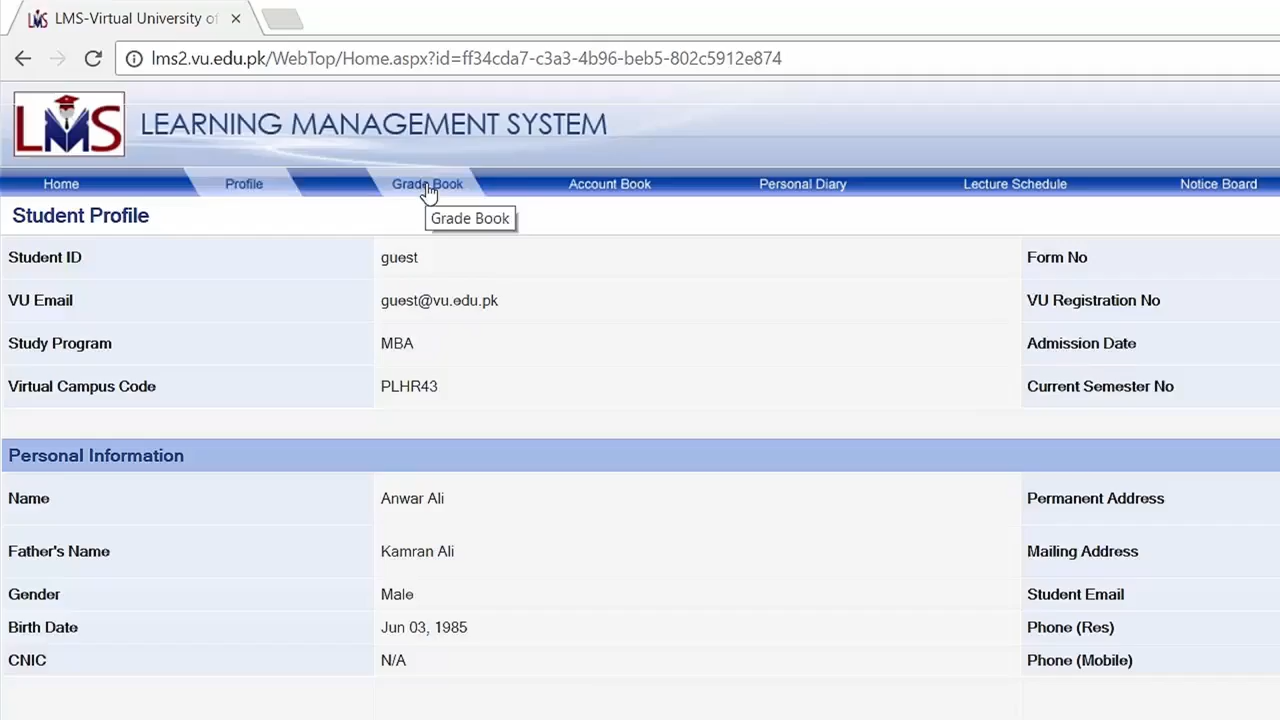 LMS-Virtual University of
lms2.vu.edu.pk/WebTop/Home.aspx?id=ff34cda7-c3a3-4b96-beb5-802c5912e874
LMS LEARNING MANAGEMENT SYSTEM
Home Profile Grade Book Account Book Personal Diary Lecture Schedule Notice Board
Grade Book
Student Profile
Student ID guest Form No
VU Email guest@vu.edu.pk VU Registration No
Study Program MBA Admission Date
Virtual Campus Code PLHR43 Current Semester No
Personal Information
Name Anwar Ali Permanent Address
Father's Name Kamran Ali Mailing Address
Gender Male Student Email
Birth Date Jun 03, 1985 Phone (Res)
CNIC N/A Phone (Mobile)